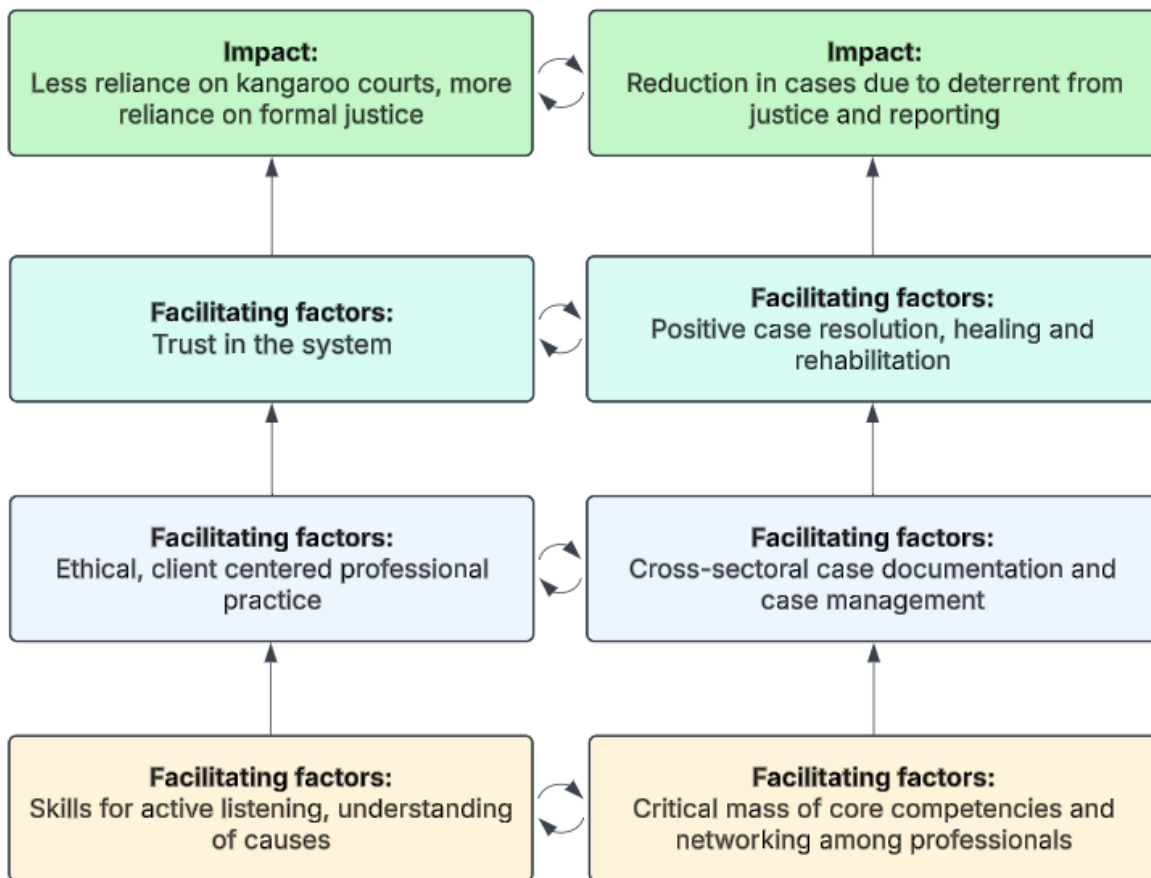 Impact:
Less reliance on kangaroo courts, more
reliance on formal justice
Impact:
Reduction in cases due to deterrent from
justice and reporting
Facilitating factors:
Trust in the system
Facilitating factors:
Positive case resolution, healing and
rehabilitation
Facilitating factors:
Ethical, client centered professional
practice
Facilitating factors:
Cross-sectoral case documentation and
case management
Facilitating factors:
Skills for active listening, understanding
of causes
Facilitating factors:
Critical mass of core competencies and
networking among professionals